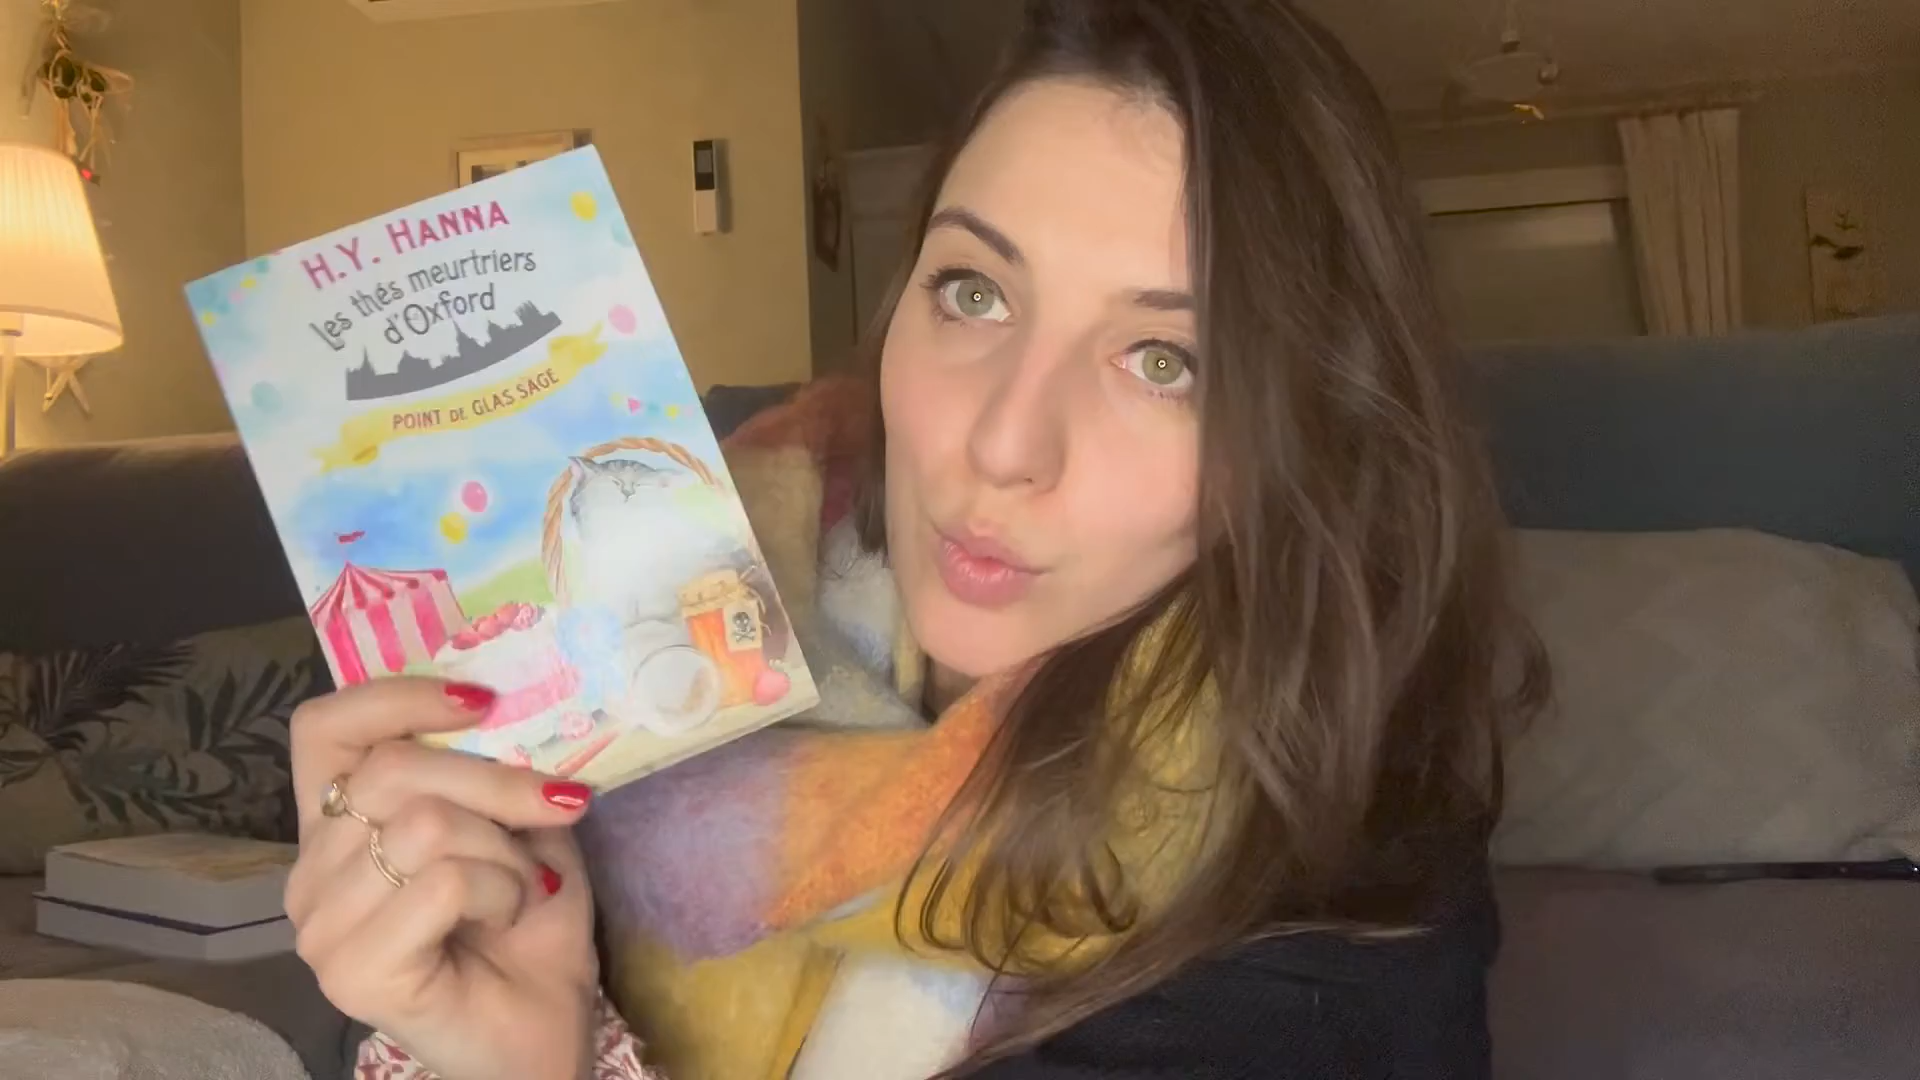 H.Y. HANNA
Les thés meurtriers
d'Oxford
POINT DE GLAS SAGE